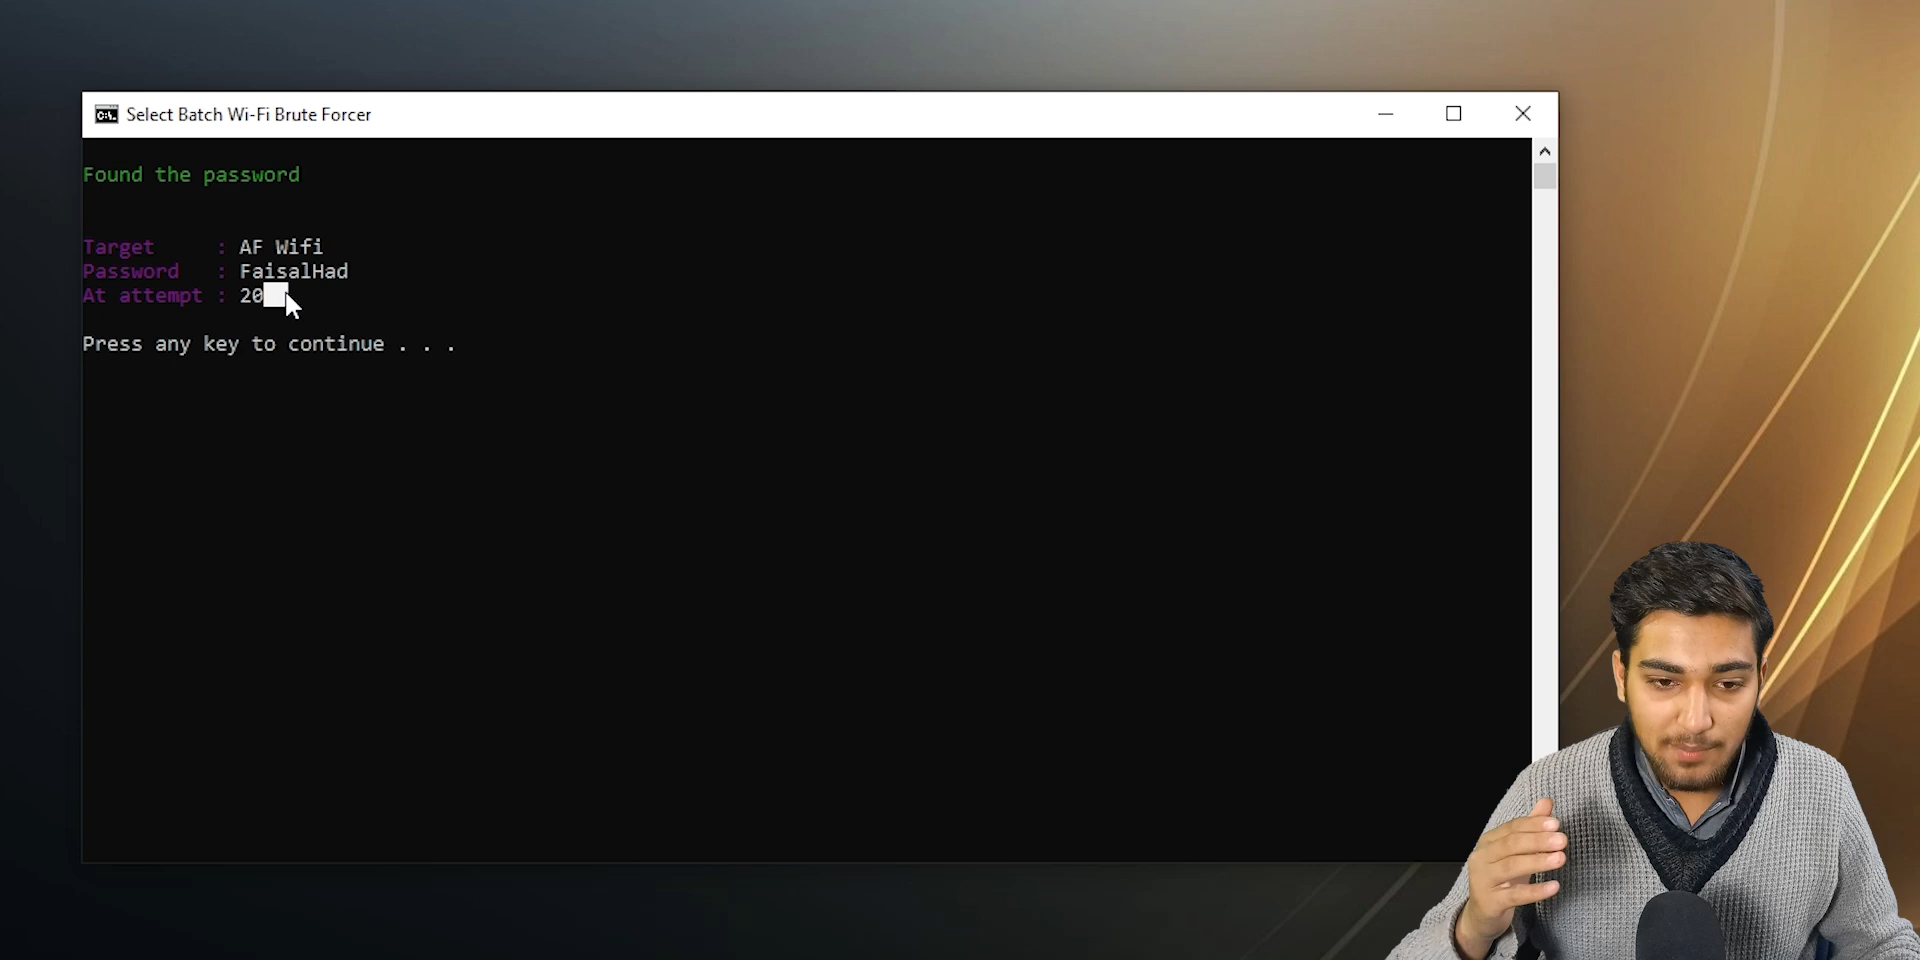 Select Batch Wi-Fi Brute Forcer
Found the password
Target : AF Wifi
Password : FaisalHad
At attempt : 20
Press any key to continue . . .